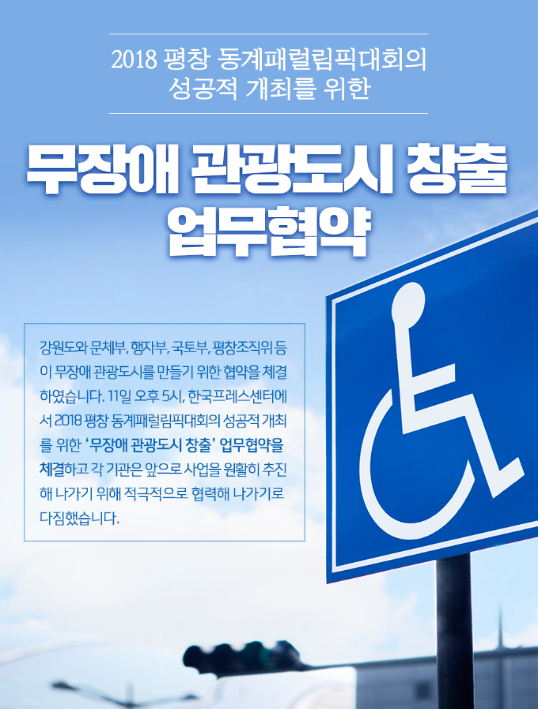 2018 평창 동계패럴림픽대회의
성공적 개최를 위한
무장애 관광도시 창출
업무협약
강원도와 문체부, 행자부, 국토부, 평창조직위 등
이 무장애 관광도시를 만들기 위한 협약을 체결
하였습니다. 11일 오후 5시, 한국프레스센터에
서 2018 평창 동계패럴림픽대회의 성공적 개최
를 위한 ‘무장애 관광도시 창출’ 업무협약을
체결하고 각 기관은 앞으로 사업을 원활히 추진
해 나가기 위해 적극적으로 협력해 나가기로
다짐했습니다.